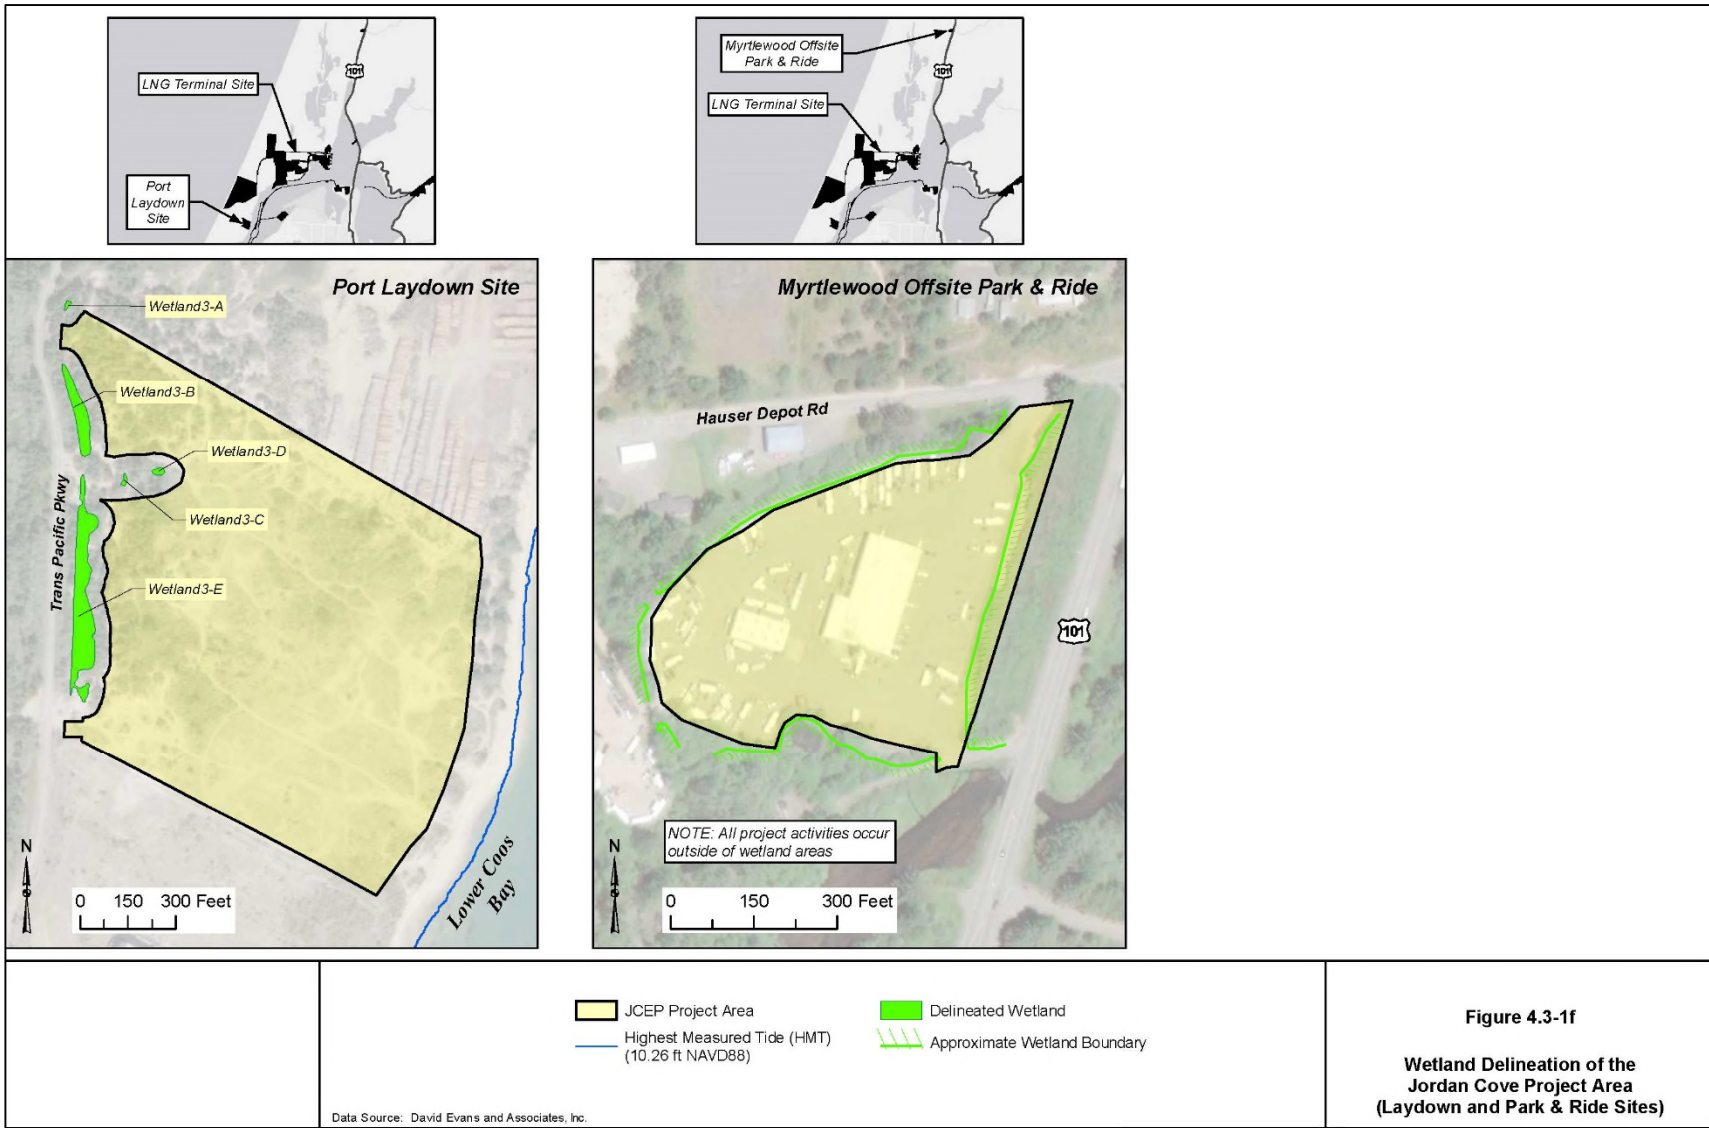 LNG Terminal Site
101
Port
Laydown
Site
Myrtlewood Offsite
Park & Ride
101
LNG Terminal Site
Port Laydown Site
Wetland3-A
Wetland3-B
Wetland3-D
Wetland3-C
Wetland3-E
Trans Pacific Pkwy
Lower Coos
Bay
N
0 150 300 Feet
Myrtlewood Offsite Park & Ride
Hauser Depot Rd
101
NOTE: All project activities occur
outside of wetland areas
N
0 150 300 Feet
JCEP Project Area
Highest Measured Tide (HMT)
(10.26 ft NAVD88)
Delineated Wetland
Approximate Wetland Boundary
Data Source: David Evans and Associates, Inc.
Figure 4.3-1f
Wetland Delineation of the
Jordan Cove Project Area
(Laydown and Park & Ride Sites)